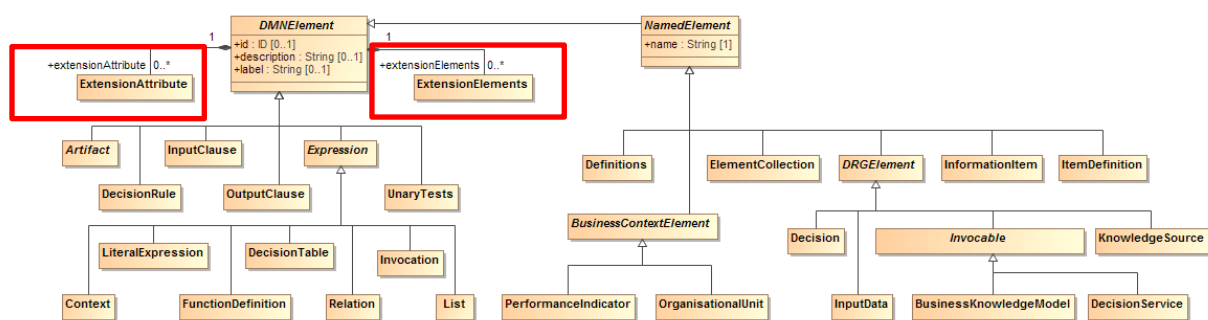 DMNElement
+id : ID [0..1]
+description : String [0..1]
+label : String [0..1]
NamedElement
+name : String [1]
1
+extensionAttribute 0..*
ExtensionAttribute
1
+extensionElements 0..*
ExtensionElements
Artifact
InputClause
Expression
DecisionRule
OutputClause
UnaryTests
Definitions
ElementCollection
DRGElement
InformationItem
ItemDefinition
BusinessContextElement
Decision
Invocable
KnowledgeSource
LiteralExpression
DecisionTable
Invocation
Context
FunctionDefinition
Relation
List
PerformanceIndicator
OrganisationalUnit
InputData
BusinessKnowledgeModel
DecisionService